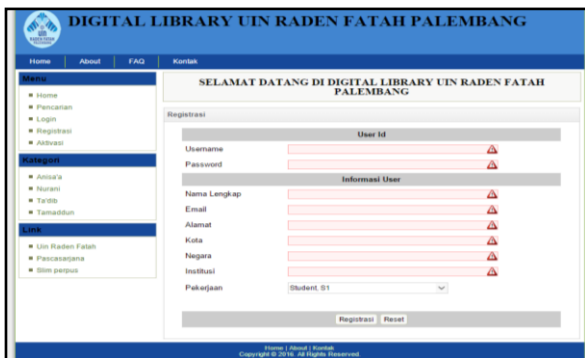 DIGITAL LIBRARY UIN RADEN FATAH PALEMBANG
Home About FAQ Kontak
Menu
Home
Pencarian
Login
Registrasi
Aktivasi
Kategori
Anisa'a
Nurani
Ta'dib
Tamaddun
Link
Uin Raden Fatah
Pascasarjana
Slim perpus
SELAMAT DATANG DI DIGITAL LIBRARY UIN RADEN FATAH
PALEMBANG
Registrasi
User Id
Username
Password
Informasi User
Nama Lengkap
Email
Alamat
Kota
Negara
Institusi
Pekerjaan Student, S1
Registrasi Reset
Home | About | Kontak
Copyright © 2016. All Rights Reserved